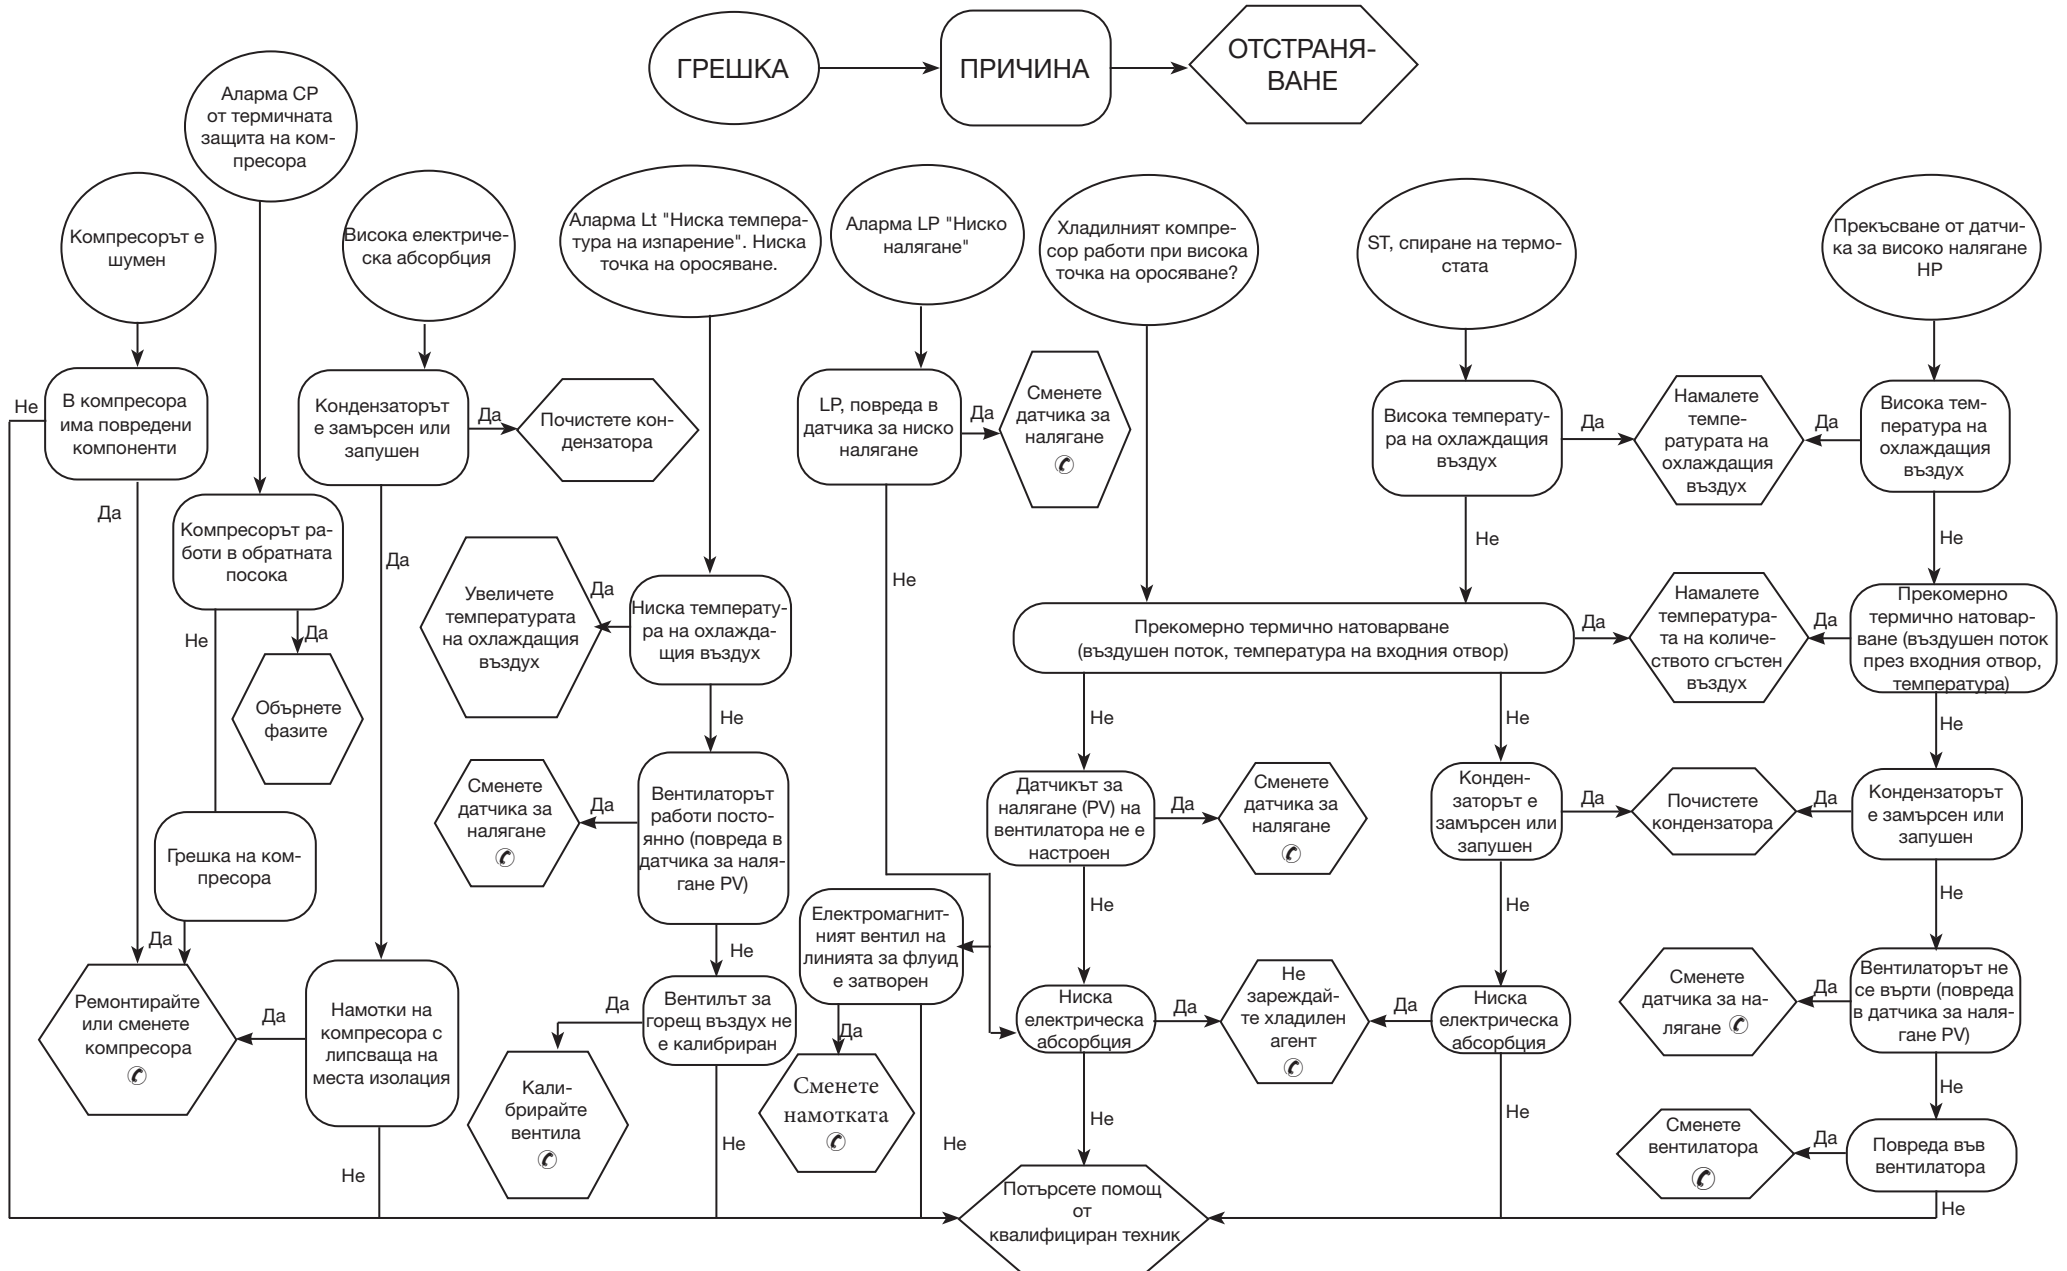 ГРЕШКА
ПРИЧИНА
ОТСТРАНЯ-
ВАНЕ
Аларма CP
от термичната
защита на ком-
пресора
Компресорът е
шумен
Висока електриче-
ска абсорбция
Аларма Lt "Ниска темпера-
тура на изпарение". Ниска
точка на оросяване.
Аларма LP "Ниско
налягане"
Хладилният компре-
сор работи при висока
точка на оросяване?
ST, спиране на термо-
стата
Прекъсване от датчи-
ка за високо налягане
HP
Не
В компресора
има повредени
компоненти
Да
Кондензаторът
е замърсен или
запушен
Да
Почистете кон-
дензатора
Да
LP, повреда в
датчика за ниско
налягане
Да
Сменете
датчика за
налягане
✆
Не
Висока температу-
ра на охлаждащия
въздух
Да
Намалете
темпе-
ратурата на
охлаждащия
въздух
Да
Висока тем-
пература на
охлаждащия
въздух
Не
Не
Компресорът ра-
боти в обратната
посока
Не
Да
Обърнете
фазите
Увеличете
температурата
на охлаждащия
въздух
Да
Ниска температу-
ра на охлажда-
щия въздух
Не
Прекомерно термично натоварване
(въздушен поток, температура на входния отвор)
Да
Намалете
температура-
та на количе-
ството сгъстен
въздух
Да
Прекомерно
термично натовар-
ване (въздушен поток
през входния отвор,
температура)
Не
Не
Не
Сменете
датчика за
налягане
✆
Да
Вентилаторът
работи посто-
янно (повреда в
датчика за наля-
гане PV)
Не
Датчикът за
налягане (PV) на
вентилатора не е
настроен
Да
Сменете
датчика за
налягане
✆
Не
Конден-
заторът е
замърсен или
запушен
Да
Почистете
кондензатора
Да
Кондензаторът
е замърсен или
запушен
Не
Не
Грешка на ком-
пресора
Да
Ремонтирайте
или сменете
компресора
✆
Да
Намотки на
компресора с
липсваща на
места изолация
Не
Да
Вентилът за
горещ въздух не
е калибриран
Кали-
брирайте
вентила
✆
Не
Електромагнит-
ният вентил на
линията за флуид
е затворен
Да
Сменете
намотката
✆
Не
Ниска
електрическа
абсорбция
Да
Не
зареждай-
те хладилен
агент
✆
Да
Ниска
електрическа
абсорбция
Не
Не
Сменете
датчика за на-
лягане ✆
Да
Вентилаторът не
се върти (повреда
в датчика за наля-
гане PV)
Не
Сменете
вентилатора
✆
Да
Повреда във
вентилатора
Не
Потърсете помощ
от
квалифициран техник